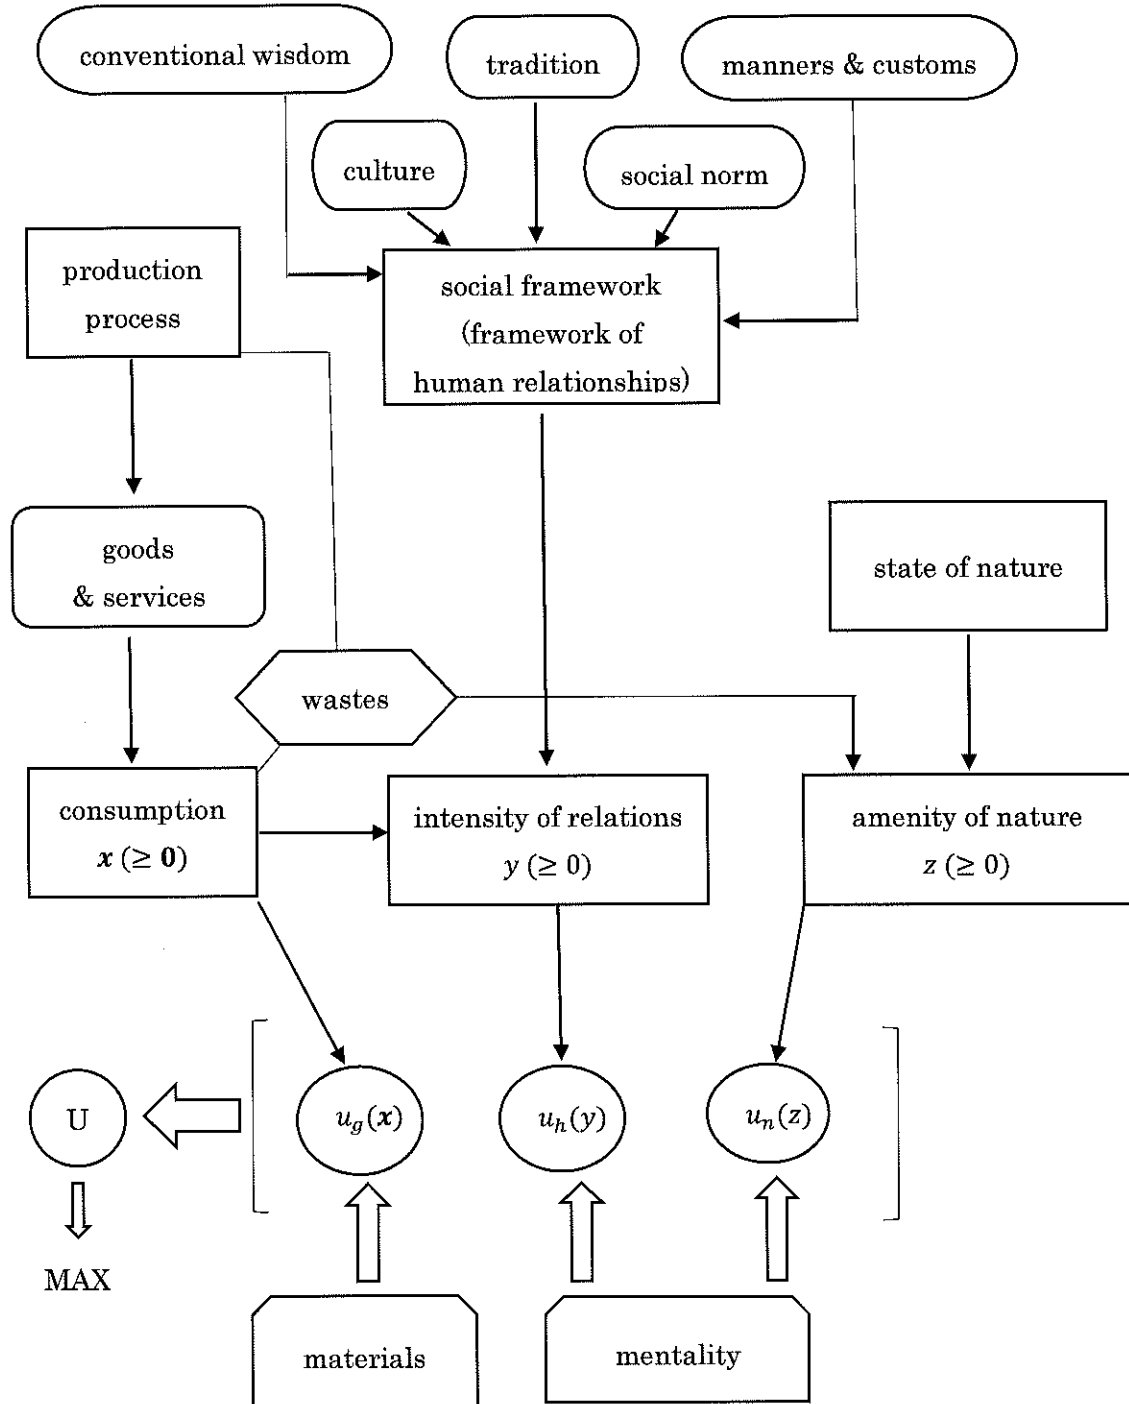 conventional wisdom
tradition
manners & customs
culture
social norm
production
process
social framework
(framework of
human relationships)
goods
& services
state of nature
wastes
consumption
x (≥ 0)
intensity of relations
y (≥ 0)
amenity of nature
z (≥ 0)
U
u_g(x)
u_h(y)
u_n(z)
MAX
materials
mentality